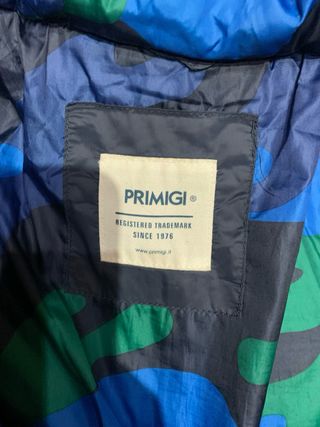 PRIMIGI®
REGISTERED TRADEMARK
SINCE 1976
www.primigi.it